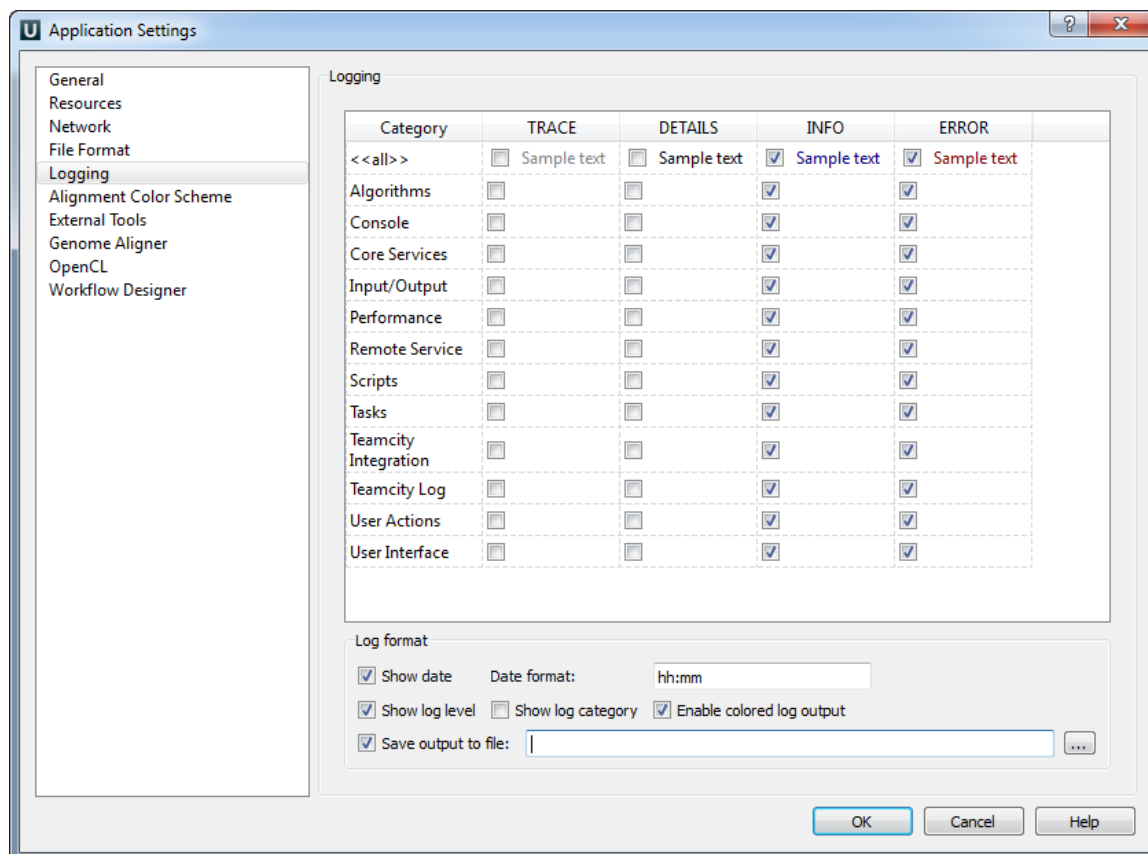 U Application Settings
General
Resources
Network
File Format
Logging
Alignment Color Scheme
External Tools
Genome Aligner
OpenCL
Workflow Designer
Logging
Category TRACE DETAILS INFO ERROR
<<all>> Sample text Sample text Sample text Sample text
Algorithms
Console
Core Services
Input/Output
Performance
Remote Service
Scripts
Tasks
Teamcity
Integration
Teamcity Log
User Actions
User Interface
Log format
Show date Date format: hh:mm
Show log level Show log category Enable colored log output
Save output to file: ...
OK Cancel Help